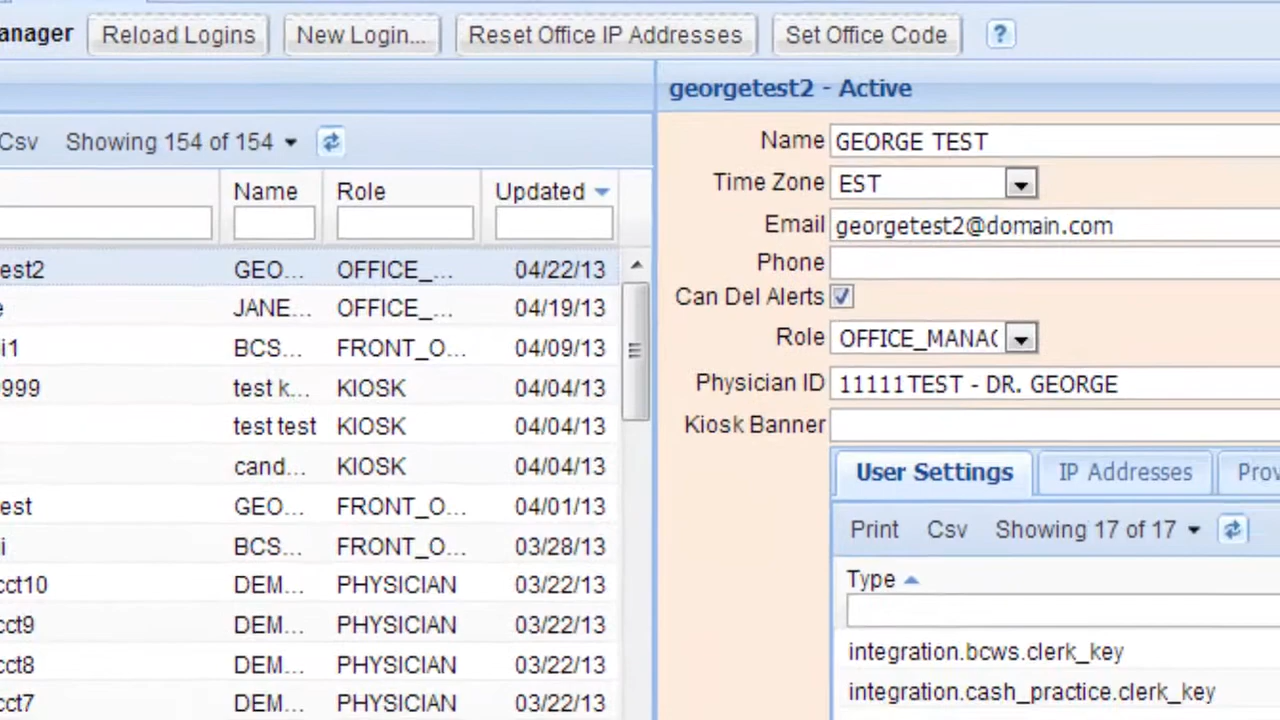 anager Reload Logins New Login... Reset Office IP Addresses Set Office Code ?
georgetest2 - Active
Csv Showing 154 of 154
Name Role Updated
est2 GEO... OFFICE_... 04/22/13
e JANE... OFFICE_... 04/19/13
i1 BCS... FRONT_O... 04/09/13
9999 test k... KIOSK 04/04/13
test test KIOSK 04/04/13
cand... KIOSK 04/04/13
est GEO... FRONT_O... 04/01/13
i BCS... FRONT_O... 03/28/13
cct10 DEM... PHYSICIAN 03/22/13
cct9 DEM... PHYSICIAN 03/22/13
cct8 DEM... PHYSICIAN 03/22/13
cct7 DEM... PHYSICIAN 03/22/13
Name GEORGE TEST
Time Zone EST
Email georgetest2@domain.com
Phone
Can Del Alerts
Role OFFICE_MANAG
Physician ID 11111TEST - DR. GEORGE
Kiosk Banner
User Settings IP Addresses Prov
Print Csv Showing 17 of 17
Type
integration.bcws.clerk_key
integration.cash_practice.clerk_key